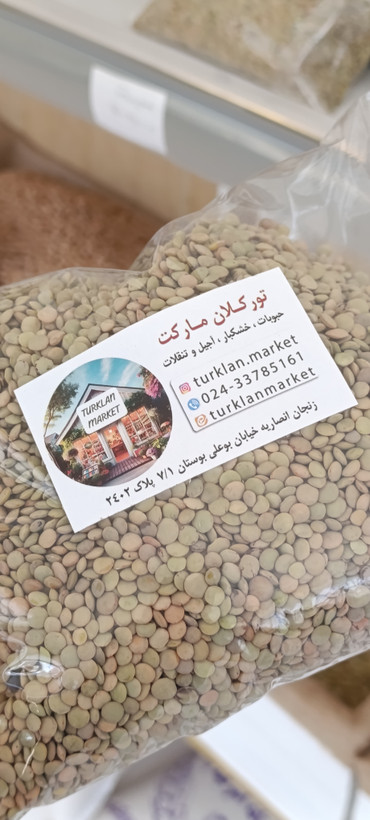 تورکلان مارکت
حبوبات ، خشکبار ، آجیل و تنقلات
turklan.market
024-33785161
turklanmarket
TURKLAN
MARKET
زنجان انصاریه خیابان بوعلی بوستان ۷/۱ پلاک ۲۴۰۲